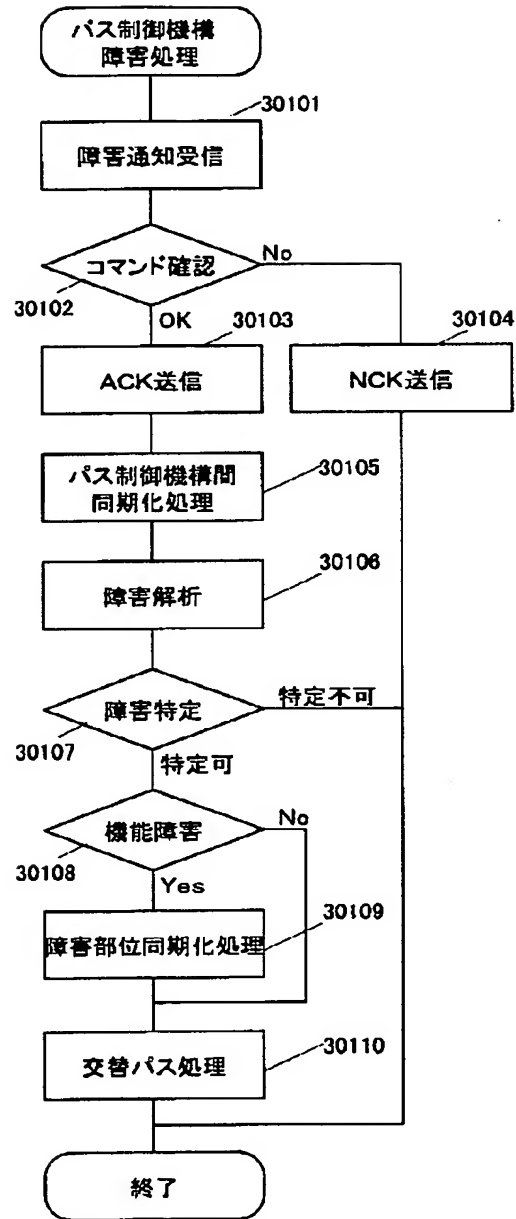 パス制御機構
障害処理
30101
障害通知受信
コマンド確認
No
30102
OK
30103
30104
ACK送信
NCK送信
パス制御機構間
同期化処理
30105
30106
障害解析
障害特定
特定不可
30107
特定可
機能障害
No
30108
Yes
30109
障害部位同期化処理
交替パス処理
30110
終了